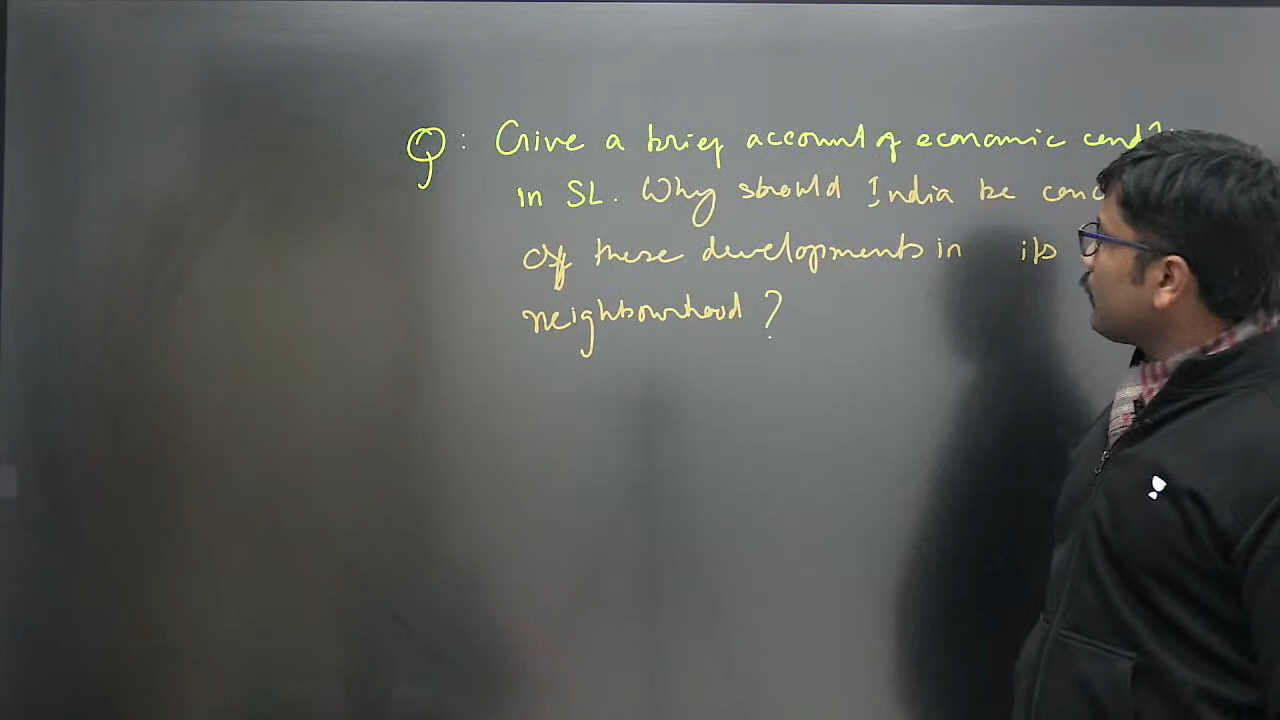 Q: Give a brief account of economic
in SL. Why should India be
of these developments in its
neighbourhood?